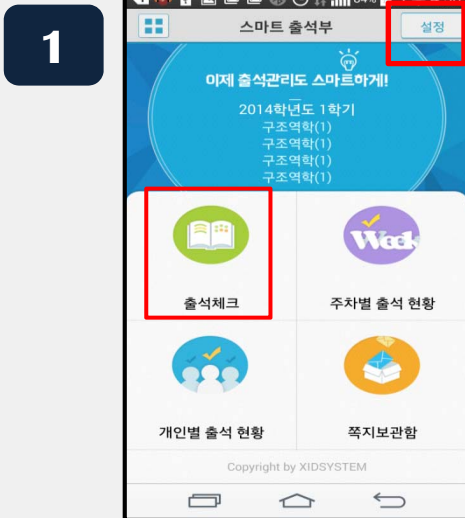 1
스마트 출석부
설정
이제 출석관리도 스마트하게!
2014학년도 1학기
구조역학(1)
구조역학(1)
구조역학(1)
구조역학(1)
Week
출석체크
주차별 출석 현황
개인별 출석 현황
쪽지보관함
Copyright by XIDSYSTEM